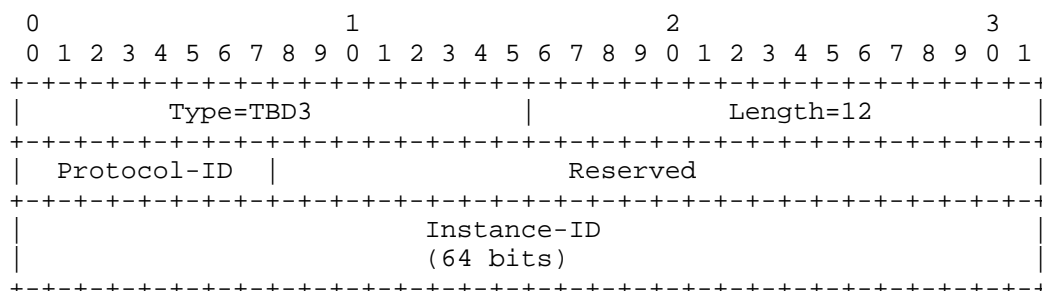 0                   1                   2                   3
 0 1 2 3 4 5 6 7 8 9 0 1 2 3 4 5 6 7 8 9 0 1 2 3 4 5 6 7 8 9 0 1
+-+-+-+-+-+-+-+-+-+-+-+-+-+-+-+-+-+-+-+-+-+-+-+-+-+-+-+-+-+-+-+-+
|         Type=TBD3             |            Length=12          |
+-+-+-+-+-+-+-+-+-+-+-+-+-+-+-+-+-+-+-+-+-+-+-+-+-+-+-+-+-+-+-+-+
|  Protocol-ID  |                  Reserved                     |
+-+-+-+-+-+-+-+-+-+-+-+-+-+-+-+-+-+-+-+-+-+-+-+-+-+-+-+-+-+-+-+-+
|                         Instance-ID                           |
|                         (64 bits)                             |
+-+-+-+-+-+-+-+-+-+-+-+-+-+-+-+-+-+-+-+-+-+-+-+-+-+-+-+-+-+-+-+-+